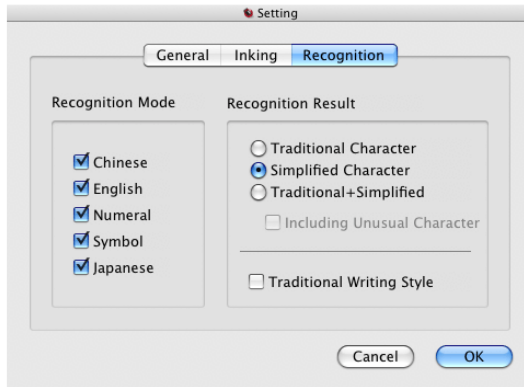 Setting
General Inking Recognition
Recognition Mode
Chinese
English
Numeral
Symbol
Japanese
Recognition Result
Traditional Character
Simplified Character
Traditional+Simplified
Including Unusual Character
Traditional Writing Style
Cancel OK